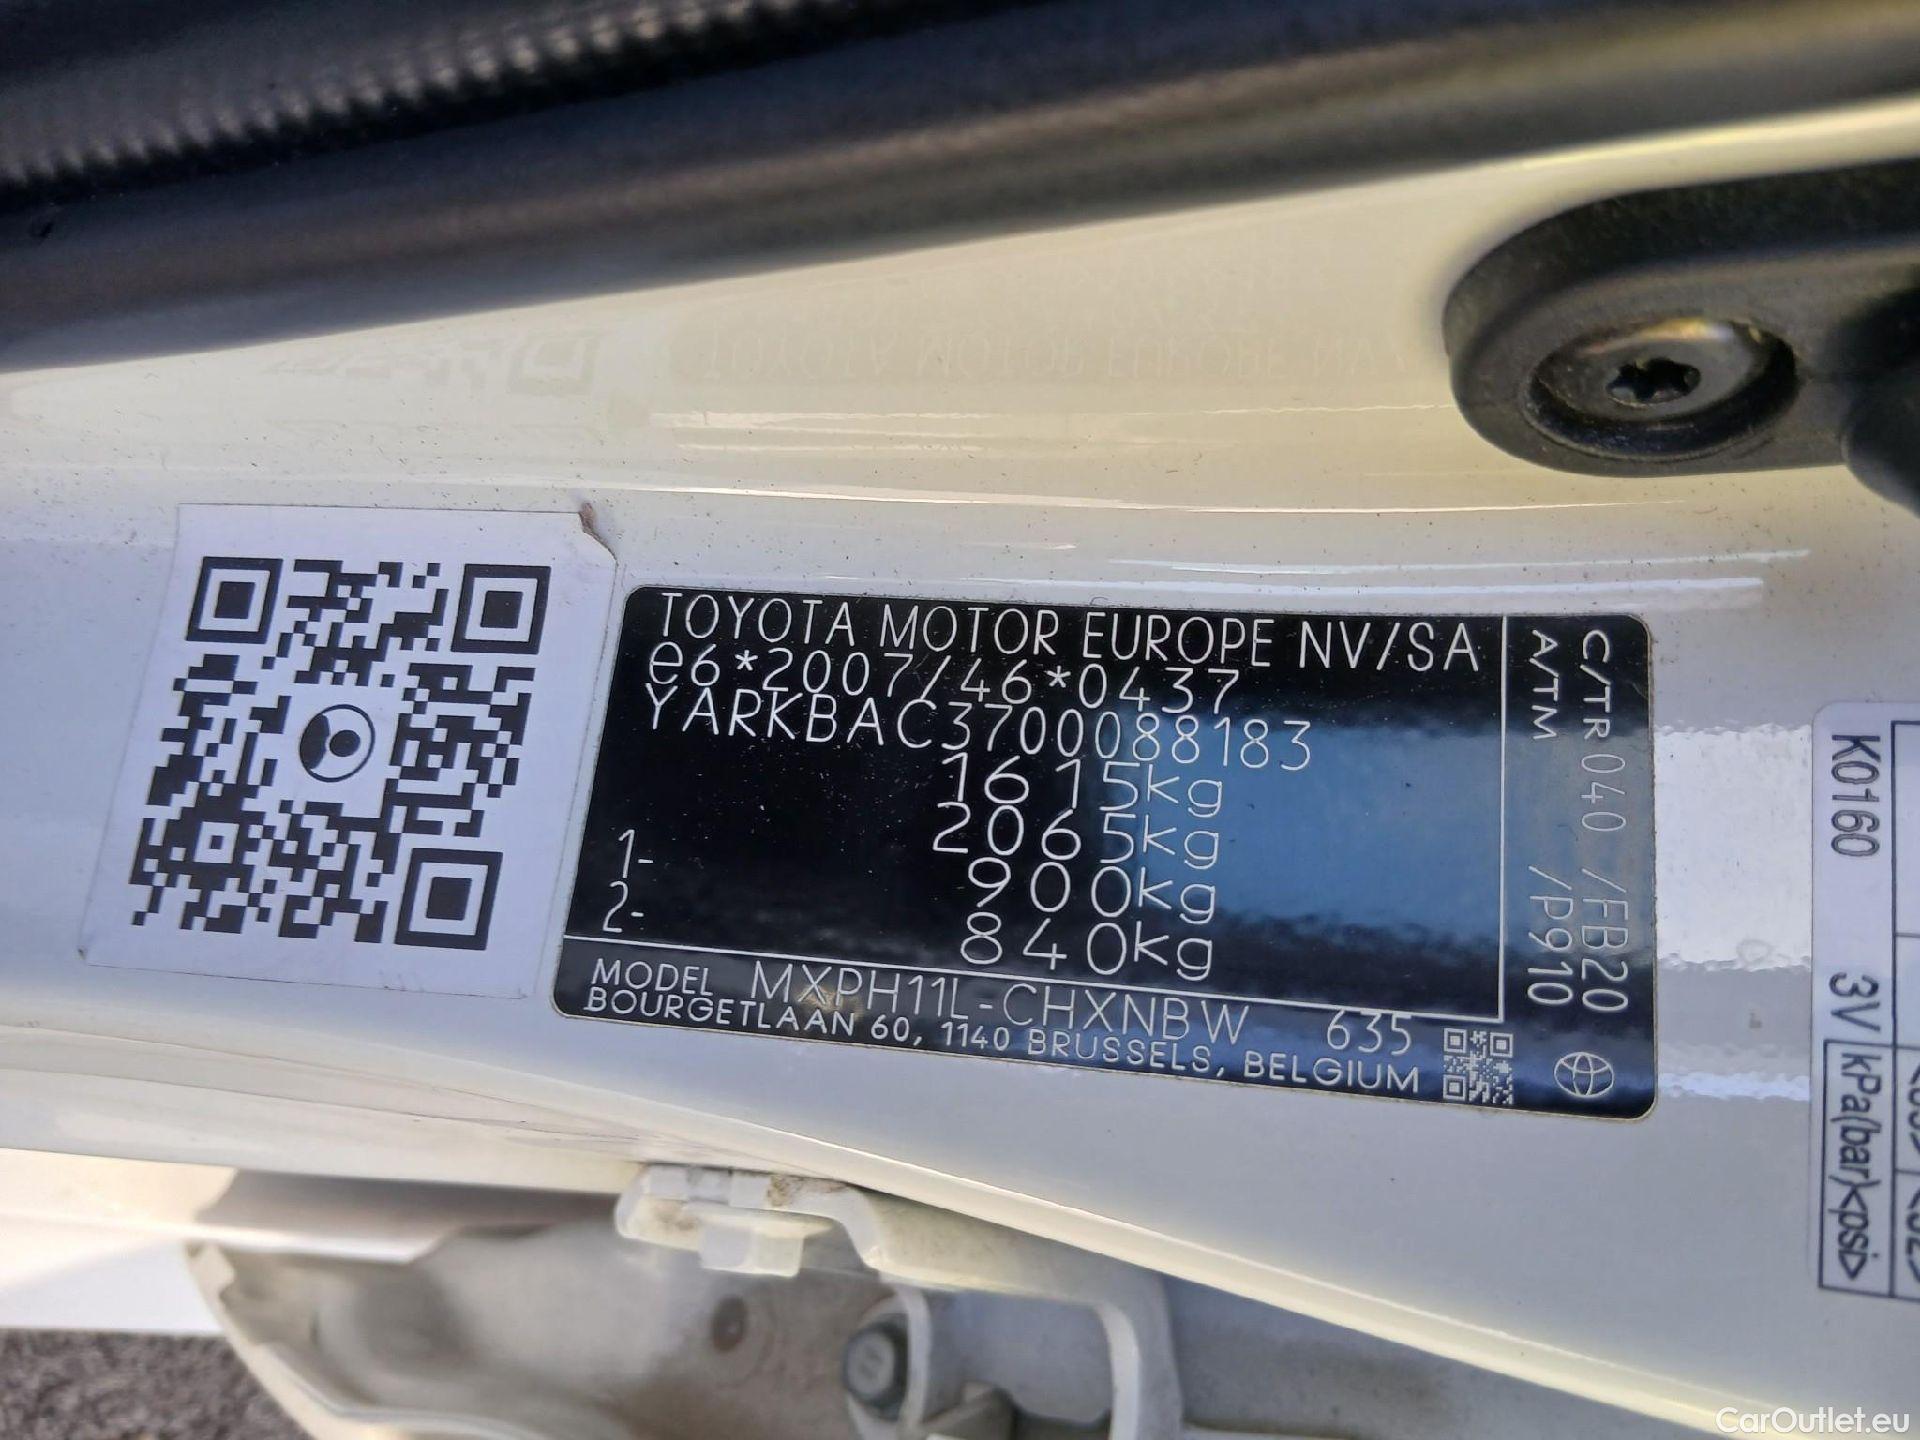 TOYOTA MOTOR EUROPE NV/SA
e6*2007/46*0437
YARKBAC3700088183
1615kg
2065kg
1- 900kg
2- 840kg
MODEL MXPH11L-CHXNBW 635
BOURGETLAAN 60, 1140 BRUSSELS, BELGIUM
C/TR 040 /FB20
A/TM /P910
K0160 3V
kPa(bar)<psi>
CarOutlet.eu